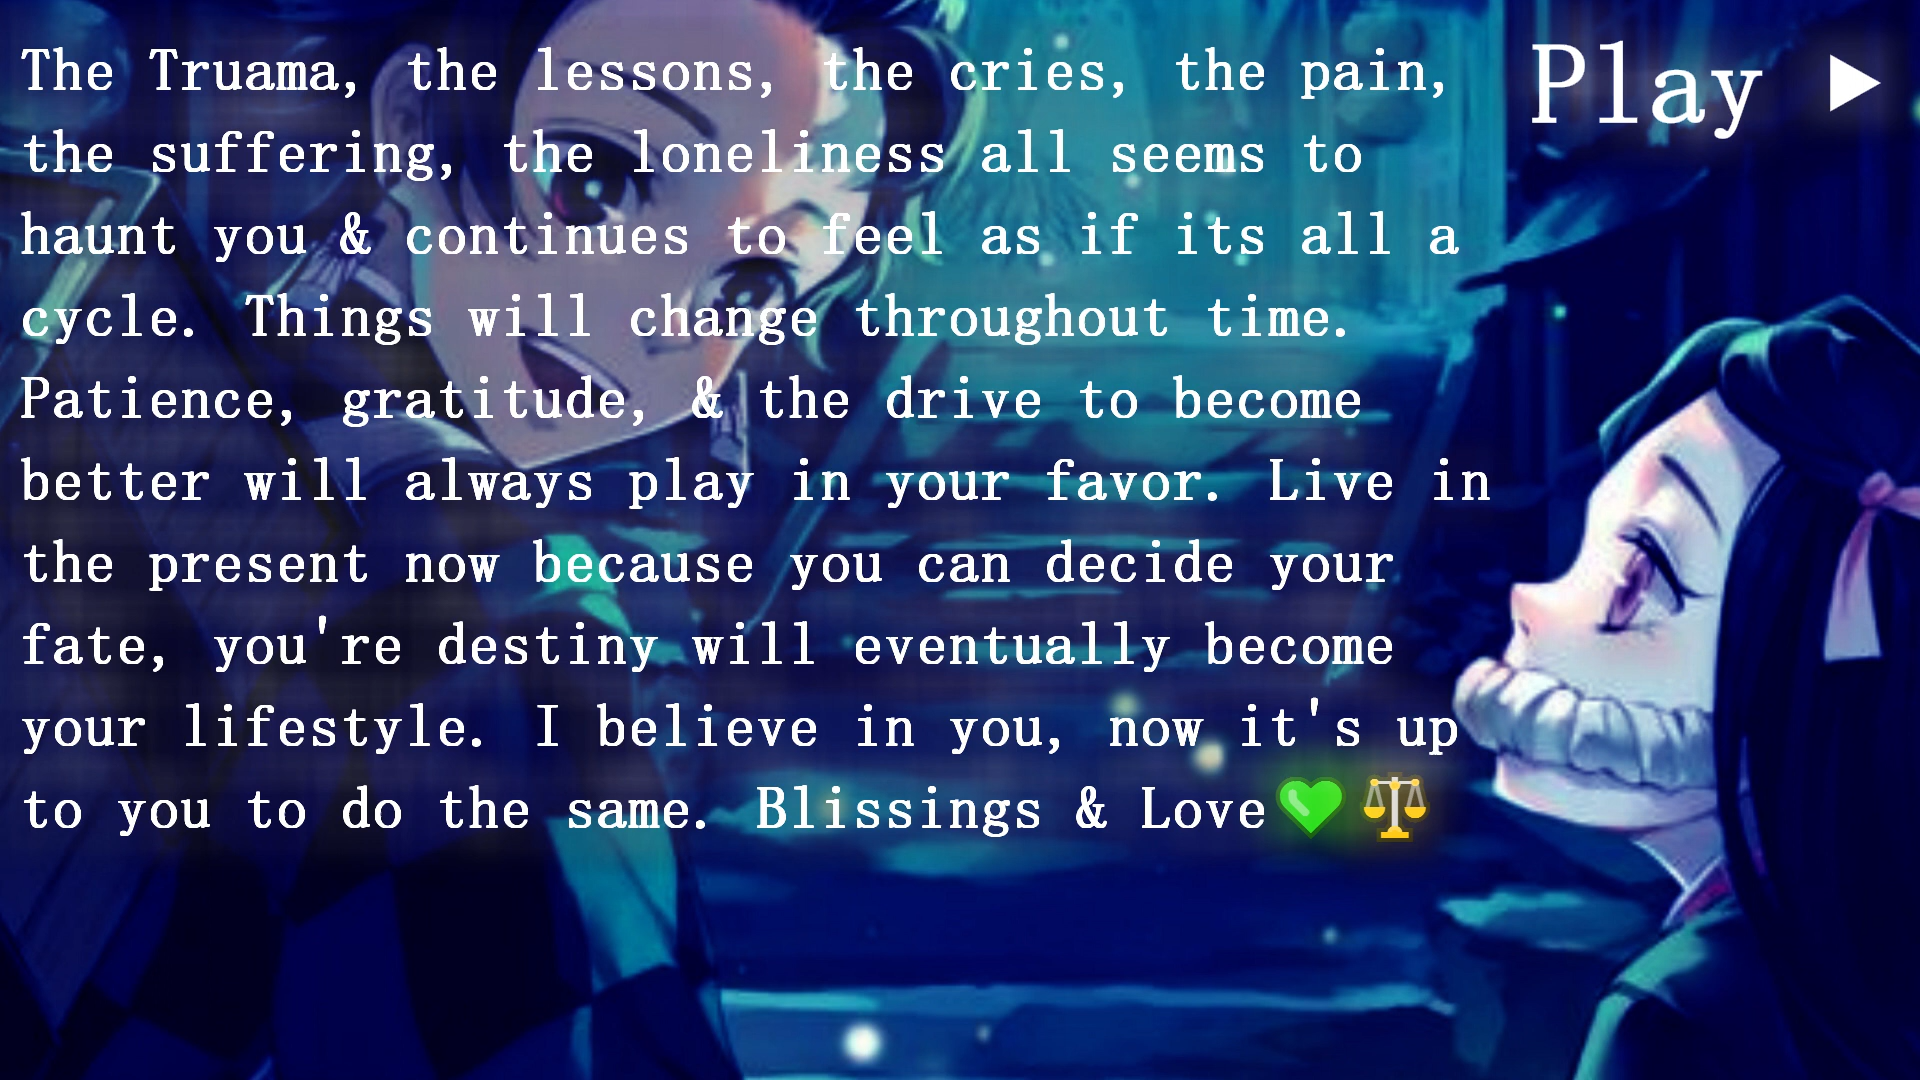 The Truama, the lessons, the cries, the pain,
the suffering, the loneliness all seems to
haunt you & continues to feel as if its all a
cycle. Things will change throughout time.
Patience, gratitude, & the drive to become
better will always play in your favor. Live in
the present now because you can decide your
fate, you're destiny will eventually become
your lifestyle. I believe in you, now it's up
to you to do the same. Blissings & Love💚⚖️
Play ▶